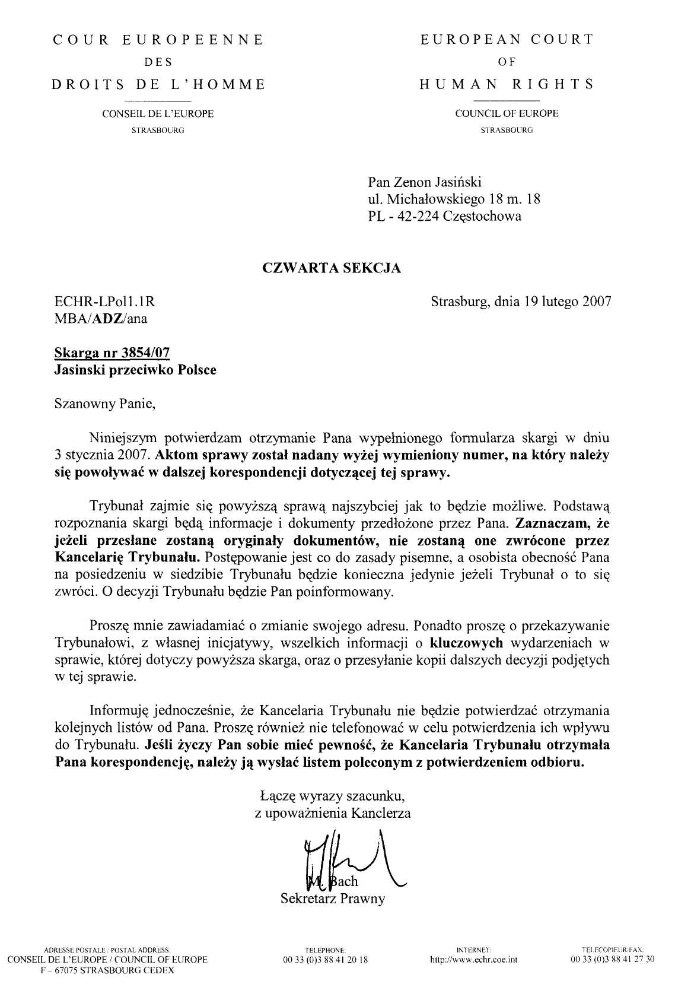 COUR EUROPEENNE
DES
DROITS DE L'HOMME
CONSEIL DE L'EUROPE
STRASBOURG
EUROPEAN COURT
OF
HUMAN RIGHTS
COUNCIL OF EUROPE
STRASBOURG
Pan Zenon Jasiński
ul. Michałowskiego 18 m. 18
PL - 42-224 Częstochowa
CZWARTA SEKCJA
ECHR-LPol1.1R
Strasburg, dnia 19 lutego 2007
MBA/ADZ/ana
Skarga nr 3854/07
Jasinski przeciwko Polsce
Szanowny Panie,
Niniejszym potwierdzam otrzymanie Pana wypełnionego formularza skargi w dniu
3 stycznia 2007. Aktom sprawy został nadany wyżej wymieniony numer, na który należy
się powoływać w dalszej korespondencji dotyczącej tej sprawy.
Trybunał zajmie się powyższą sprawą najszybciej jak to będzie możliwe. Podstawą
rozpoznania skargi będą informacje i dokumenty przedłożone przez Pana. Zaznaczam, że
jeżeli przesłane zostaną oryginały dokumentów, nie zostaną one zwrócone przez
Kancelarię Trybunału. Postępowanie jest co do zasady pisemne, a osobista obecność Pana
na posiedzeniu w siedzibie Trybunału będzie konieczna jedynie jeżeli Trybunał o to się
zwróci. O decyzji Trybunału będzie Pan poinformowany.
Proszę mnie zawiadamiać o zmianie swojego adresu. Ponadto proszę o przekazywanie
Trybunałowi, z własnej inicjatywy, wszelkich informacji o kluczowych wydarzeniach w
sprawie, której dotyczy powyższa skarga, oraz o przesyłanie kopii dalszych decyzji podjętych
w tej sprawie.
Informuję jednocześnie, że Kancelaria Trybunału nie będzie potwierdzać otrzymania
kolejnych listów od Pana. Proszę również nie telefonować w celu potwierdzenia ich wpływu
do Trybunału. Jeśli życzy Pan sobie mieć pewność, że Kancelaria Trybunału otrzymała
Pana korespondencję, należy ją wysłać listem poleconym z potwierdzeniem odbioru.
Łączę wyrazy szacunku,
z upoważnienia Kanclerza
M. Bach
Sekretarz Prawny
ADRESSE POSTALE / POSTAL ADDRESS:
CONSEIL DE L'EUROPE / COUNCIL OF EUROPE
F – 67075 STRASBOURG CEDEX
TELEPHONE:
00 33 (0)3 88 41 20 18
INTERNET:
http://www.echr.coe.int
TELECOPIEUR/FAX:
00 33 (0)3 88 41 27 30